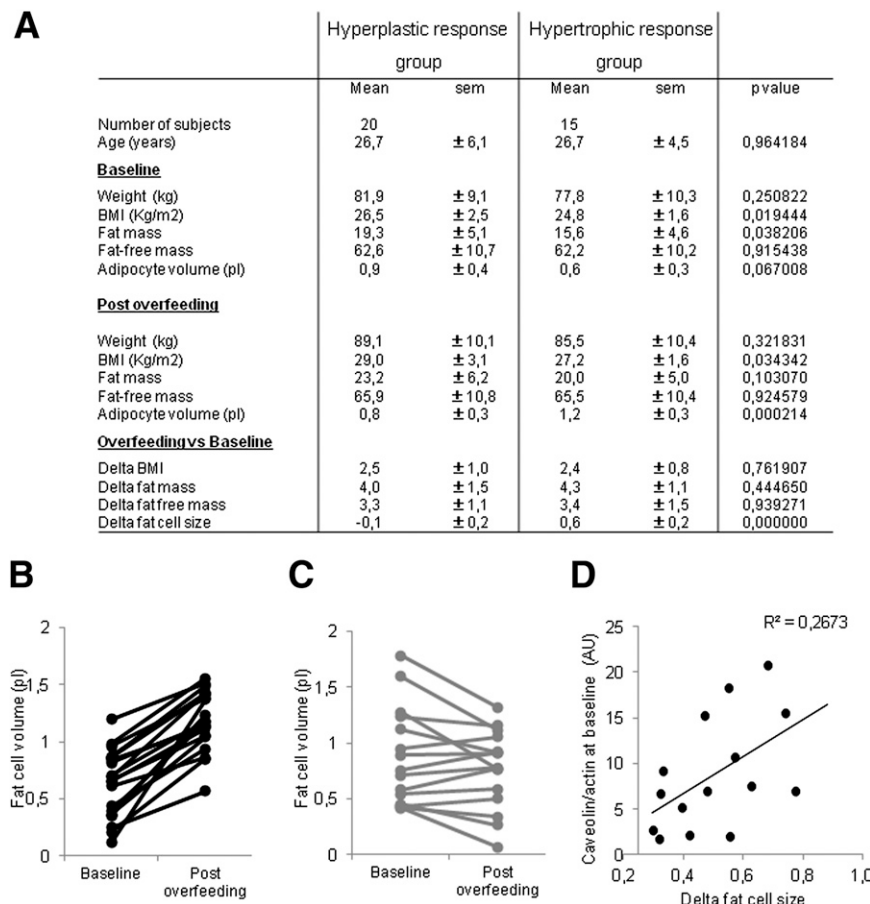 A
Hyperplastic response group
Hypertrophic response group
Mean sem Mean sem p value
Number of subjects 20 15
Age (years) 26,7 ±6,1 26,7 ±4,5 0,964184
Baseline
Weight (kg) 81,9 ±9,1 77,8 ±10,3 0,250822
BMI (Kg/m2) 26,5 ±2,5 24,8 ±1,6 0,019444
Fat mass 19,3 ±5,1 15,6 ±4,6 0,038206
Fat-free mass 62,6 ±10,7 62,2 ±10,2 0,915438
Adipocyte volume (pl) 0,9 ±0,4 0,6 ±0,3 0,067008
Post overfeeding
Weight (kg) 89,1 ±10,1 85,5 ±10,4 0,321831
BMI (Kg/m2) 29,0 ±3,1 27,2 ±1,6 0,034342
Fat mass 23,2 ±6,2 20,0 ±5,0 0,103070
Fat-free mass 65,9 ±10,8 65,5 ±10,4 0,924579
Adipocyte volume (pl) 0,8 ±0,3 1,2 ±0,3 0,000214
Overfeeding vs Baseline
Delta BMI 2,5 ±1,0 2,4 ±0,8 0,761907
Delta fat mass 4,0 ±1,5 4,3 ±1,1 0,444650
Delta fat free mass 3,3 ±1,1 3,4 ±1,5 0,939271
Delta fat cell size -0,1 ±0,2 0,6 ±0,2 0,000000
B
Fat cell volume (pl)
2
1,5
1
0,5
0
Baseline
Post overfeeding
C
Fat cell volume (pl)
2
1,5
1
0,5
0
Baseline
Post overfeeding
D
R² = 0,2673
Caveolin/actin at baseline (AU)
25
20
15
10
5
0
0,2 0,4 0,6 0,8 1,0
Delta fat cell size